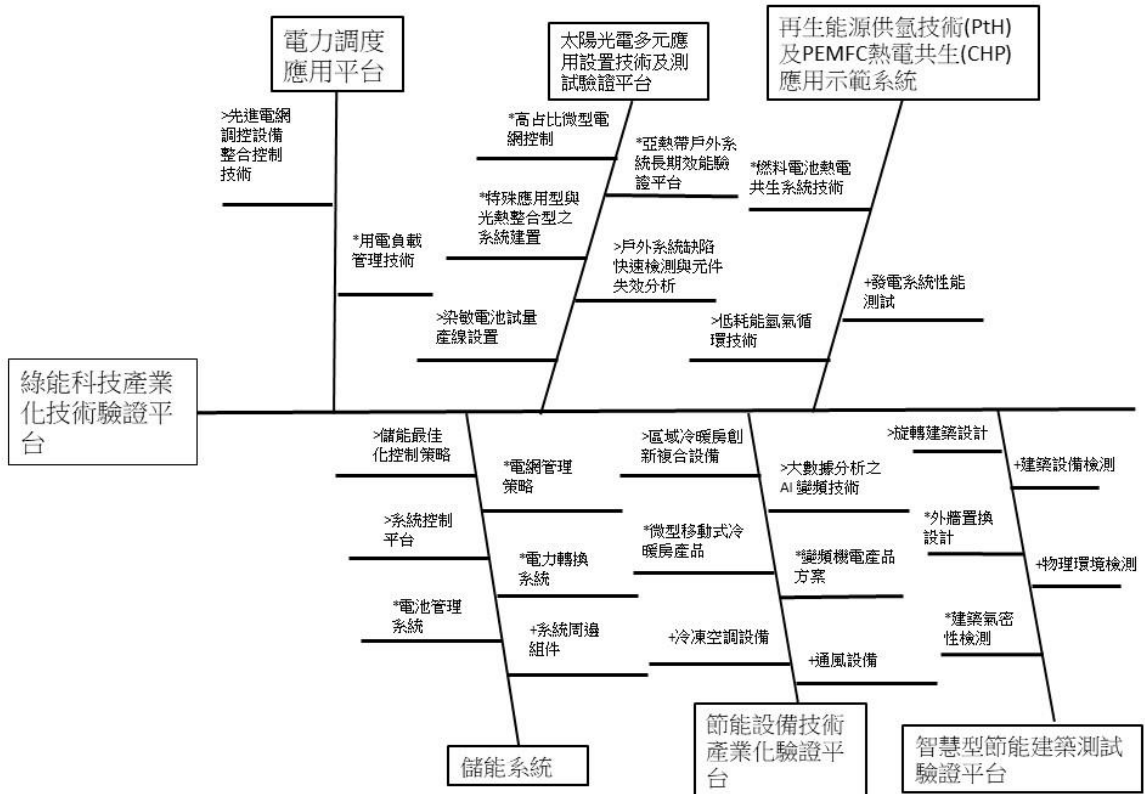 電力調度
應用平台
太陽光電多元應
用設置技術及測
試驗證平台
再生能源供氫技術(PtH)
及PEMFC熱電共生(CHP)
應用示範系統
>先進電網
調控設備
整合控制
技術
*用電負載
管理技術
*高占比微型電
網控制
*特殊應用型與
光熱整合型之
系統建置
>染敏電池試量
產線設置
*亞熱帶戶外系
統長期效能驗
證平台
>戶外系統缺陷
快速檢測與元件
失效分析
*燃料電池熱電
共生系統技術
>低耗能氫氣循
環技術
+發電系統性能
測試
綠能科技產業
化技術驗證平
台
>儲能最佳
化控制策略
>系統控制
平台
*電池管理
系統
*電網管理
策略
*電力轉換
系統
+系統周邊
組件
>區域冷暖房創
新複合設備
*微型移動式冷
暖房產品
+冷凍空調設備
>大數據分析之
AI 變頻技術
*變頻機電產品
方案
+通風設備
>旋轉建築設計
*外牆置換
設計
*建築氣密
性檢測
+建築設備檢測
+物理環境檢測
儲能系統
節能設備技術
產業化驗證平
台
智慧型節能建築測試
驗證平台